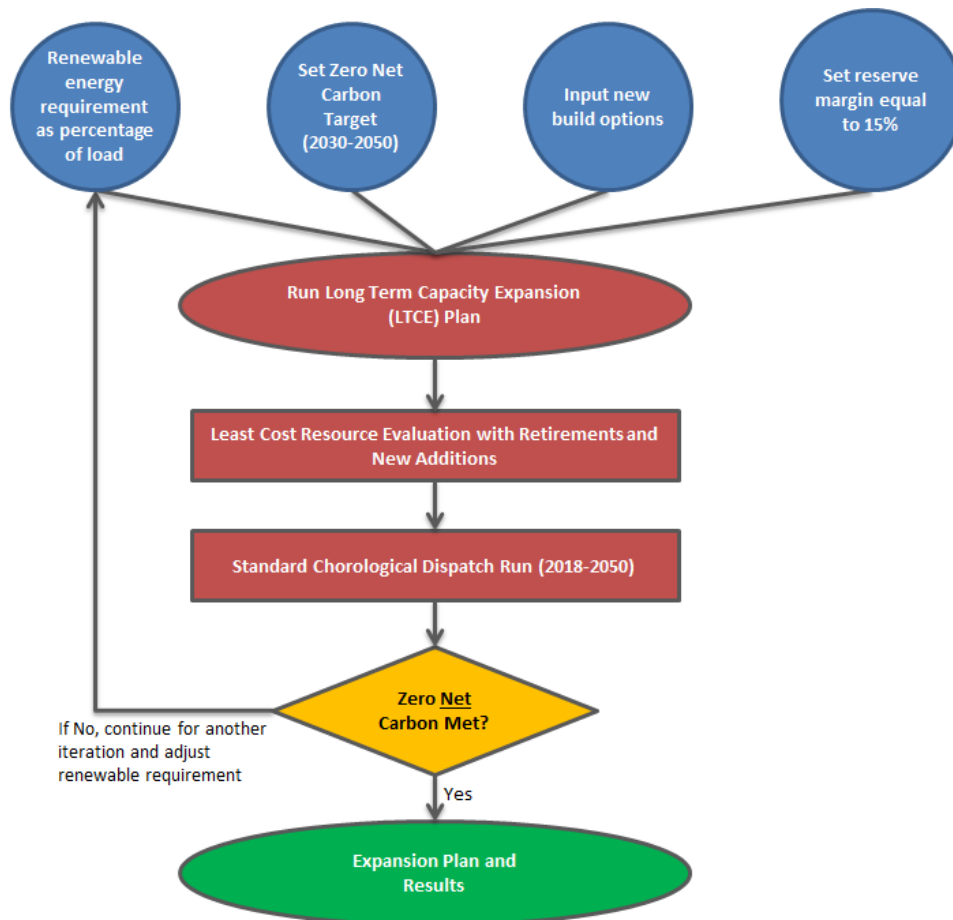 Renewable
energy
requirement
as percentage
of load
Set Zero Net
Carbon
Target
(2030-2050)
Input new
build options
Set reserve
margin equal
to 15%
Run Long Term Capacity Expansion
(LTCE) Plan
Least Cost Resource Evaluation with Retirements and
New Additions
Standard Chorological Dispatch Run (2018-2050)
Zero Net
Carbon Met?
If No, continue for another
iteration and adjust
renewable requirement
Yes
Expansion Plan and
Results